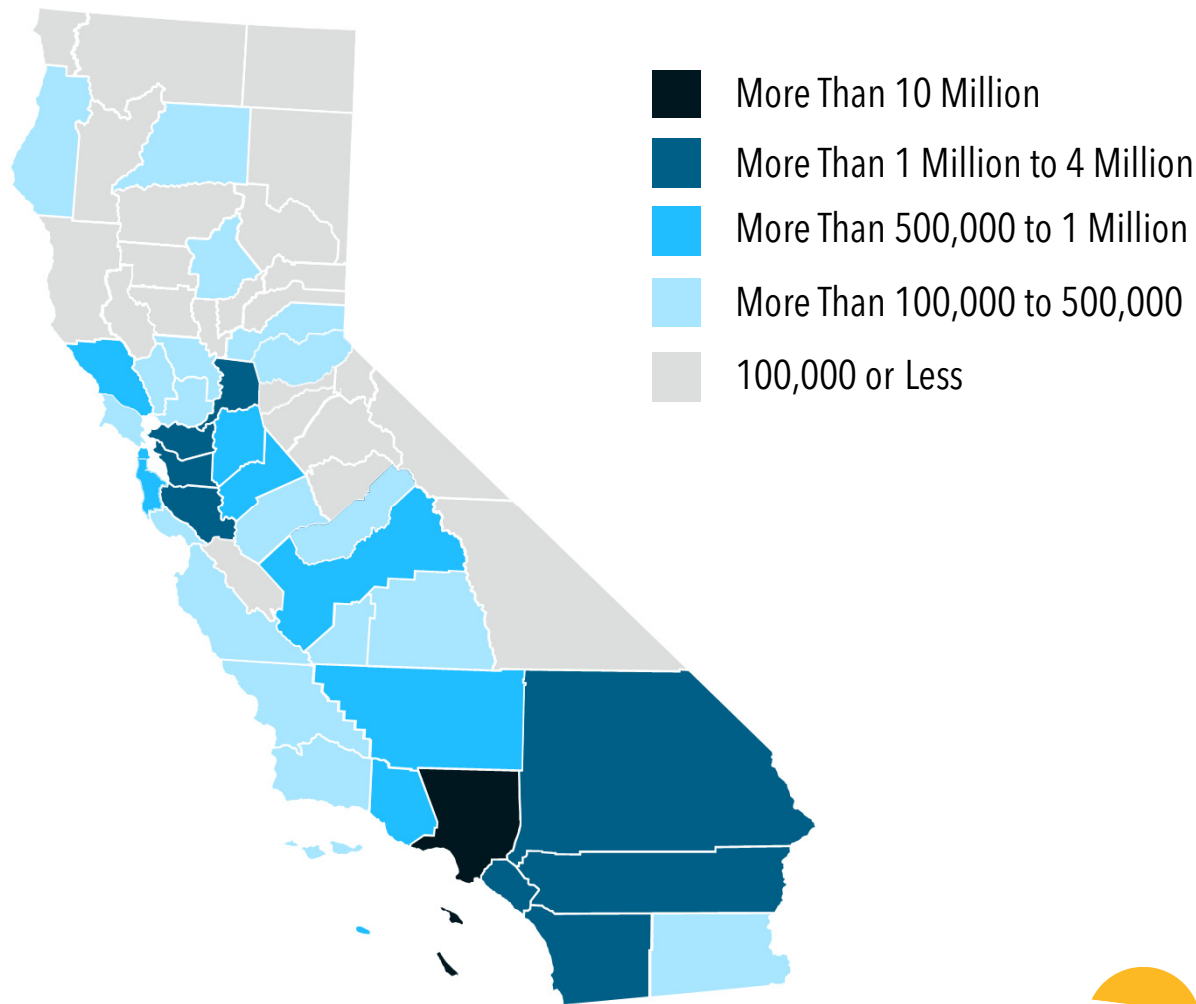 More Than 10 Million
More Than 1 Million to 4 Million
More Than 500,000 to 1 Million
More Than 100,000 to 500,000
100,000 or Less